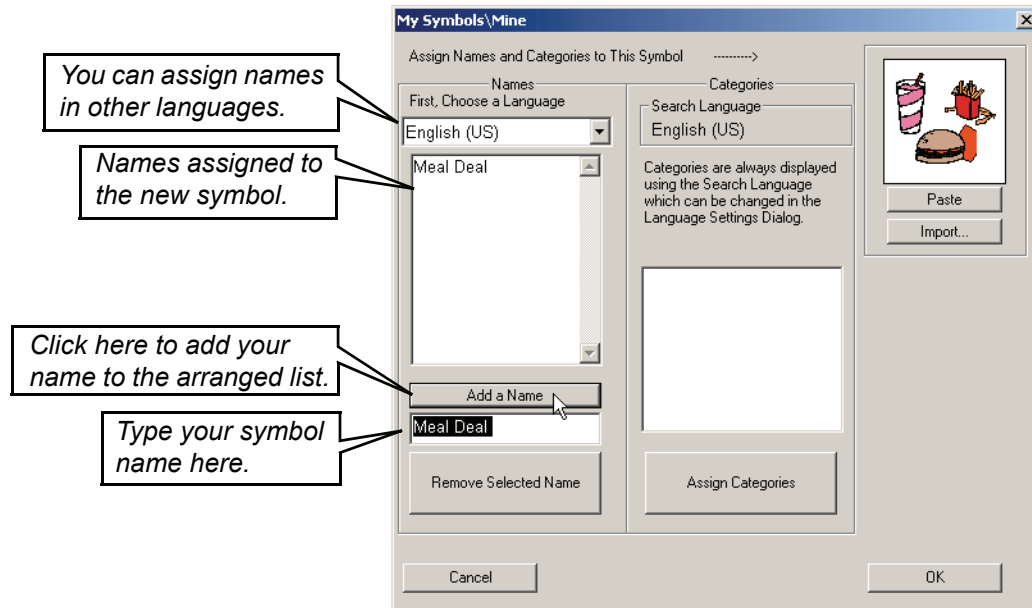 My Symbols\Mine
Assign Names and Categories to This Symbol ---------->
You can assign names
in other languages.
Names assigned to
the new symbol.
Click here to add your
name to the arranged list.
Type your symbol
name here.
Names
First, Choose a Language
English (US)
Meal Deal
Add a Name
Meal Deal
Remove Selected Name
Categories
Search Language
English (US)
Categories are always displayed
using the Search Language
which can be changed in the
Language Settings Dialog.
Assign Categories
Paste
Import...
Cancel
OK